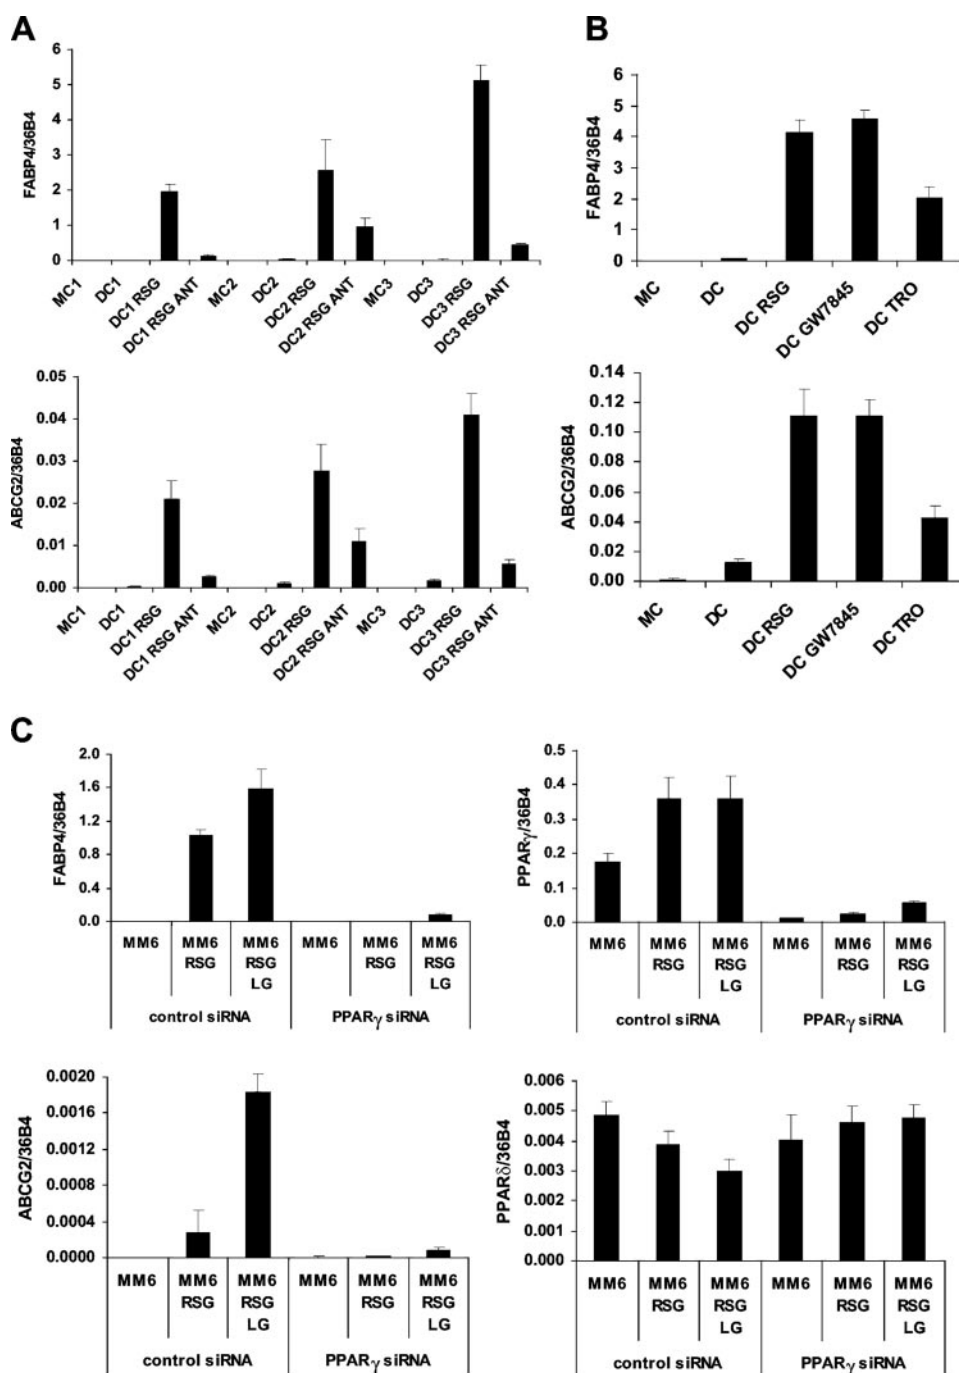 A
FABP4/36B4
6
5
4
3
2
1
0
MC1 DC1 DC1 RSG DC1 RSG ANT MC2 DC2 DC2 RSG DC2 RSG ANT MC3 DC3 DC3 RSG DC3 RSG ANT
B
FABP4/36B4
6
5
4
3
2
1
0
MC DC DC RSG DC GW7845 DC TRO
ABCG2/36B4
0.05
0.04
0.03
0.02
0.01
0.00
MC1 DC1 DC1 RSG DC1 RSG ANT MC2 DC2 DC2 RSG DC2 RSG ANT MC3 DC3 DC3 RSG DC3 RSG ANT
ABCG2/36B4
0.14
0.12
0.10
0.08
0.06
0.04
0.02
0.00
MC DC DC RSG DC GW7845 DC TRO
C
FABP4/36B4
2.0
1.6
1.2
0.8
0.4
0.0
MM6 MM6 MM6 MM6 MM6 MM6
RSG RSG RSG RSG
LG LG
control siRNA PPARγ siRNA
PPARγ/36B4
0.5
0.4
0.3
0.2
0.1
0.0
MM6 MM6 MM6 MM6 MM6 MM6
RSG RSG RSG RSG
LG LG
control siRNA PPARγ siRNA
ABCG2/36B4
0.0020
0.0016
0.0012
0.0008
0.0004
0.0000
MM6 MM6 MM6 MM6 MM6 MM6
RSG RSG RSG RSG
LG LG
control siRNA PPARγ siRNA
PPARδ/36B4
0.006
0.005
0.004
0.003
0.002
0.001
0.000
MM6 MM6 MM6 MM6 MM6 MM6
RSG RSG RSG RSG
LG LG
control siRNA PPARγ siRNA